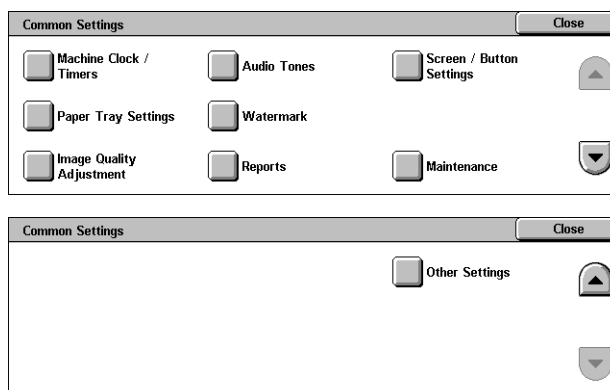 Common Settings
Close
Machine Clock /
Timers
Audio Tones
Screen / Button
Settings
Paper Tray Settings
Watermark
Image Quality
Adjustment
Reports
Maintenance
Common Settings
Close
Other Settings